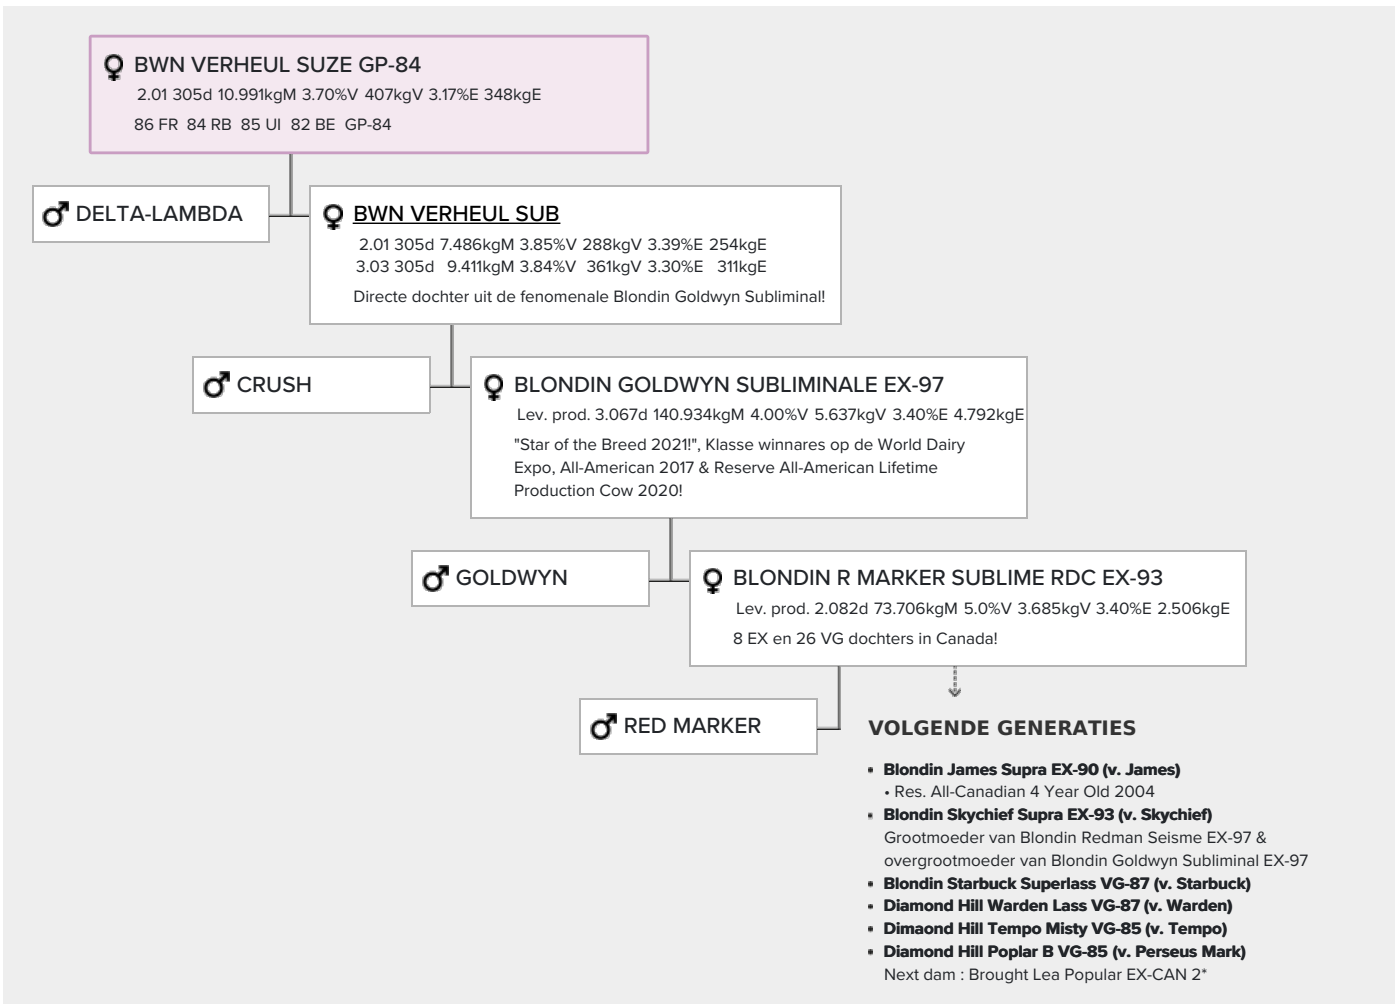 BWN VERHEUL SUZE GP-84
2.01 305d 10.991kgM 3.70%V 407kgV 3.17%E 348kgE
86 FR 84 RB 85 UI 82 BE GP-84
DELTA-LAMBDA
BWN VERHEUL SUB
2.01 305d 7.486kgM 3.85%V 288kgV 3.39%E 254kgE
3.03 305d 9.411kgM 3.84%V 361kgV 3.30%E 311kgE
Directe dochter uit de fenomenale Blondin Goldwyn Subliminal!
CRUSH
BLONDIN GOLDWYN SUBLIMINALE EX-97
Lev. prod. 3.067d 140.934kgM 4.00%V 5.637kgV 3.40%E 4.792kgE
"Star of the Breed 2021!", Klasse winnares op de World Dairy
Expo, All-American 2017 & Reserve All-American Lifetime
Production Cow 2020!
GOLDWYN
BLONDIN R MARKER SUBLIME RDC EX-93
Lev. prod. 2.082d 73.706kgM 5.0%V 3.685kgV 3.40%E 2.506kgE
8 EX en 26 VG dochters in Canada!
RED MARKER
VOLGENDE GENERATIES
• Blondin James Supra EX-90 (v. James)
• Res. All-Canadian 4 Year Old 2004
• Blondin Skychief Supra EX-93 (v. Skychief)
Grootmoeder van Blondin Redman Seisme EX-97 &
overgrootmoeder van Blondin Goldwyn Subliminal EX-97
• Blondin Starbuck Superlass VG-87 (v. Starbuck)
• Diamond Hill Warden Lass VG-87 (v. Warden)
• Dimaond Hill Tempo Misty VG-85 (v. Tempo)
• Diamond Hill Poplar B VG-85 (v. Perseus Mark)
Next dam : Brought Lea Popular EX-CAN 2*